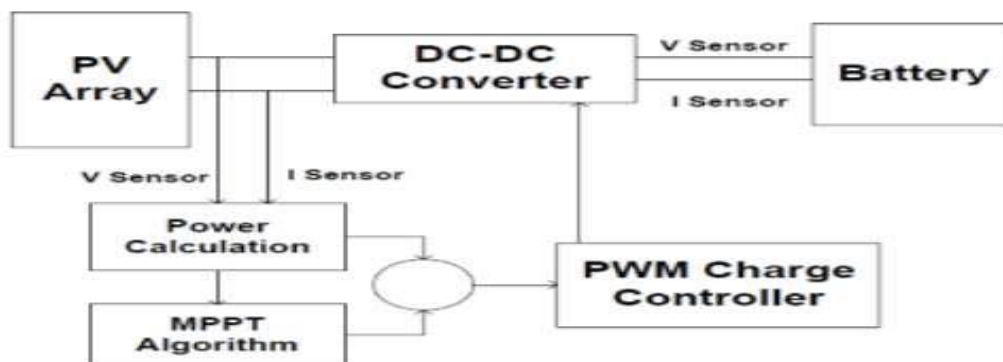 PV
Array
DC-DC
Converter
V Sensor
I Sensor
Battery
V Sensor
I Sensor
Power
Calculation
MPPT
Algorithm
PWM Charge
Controller